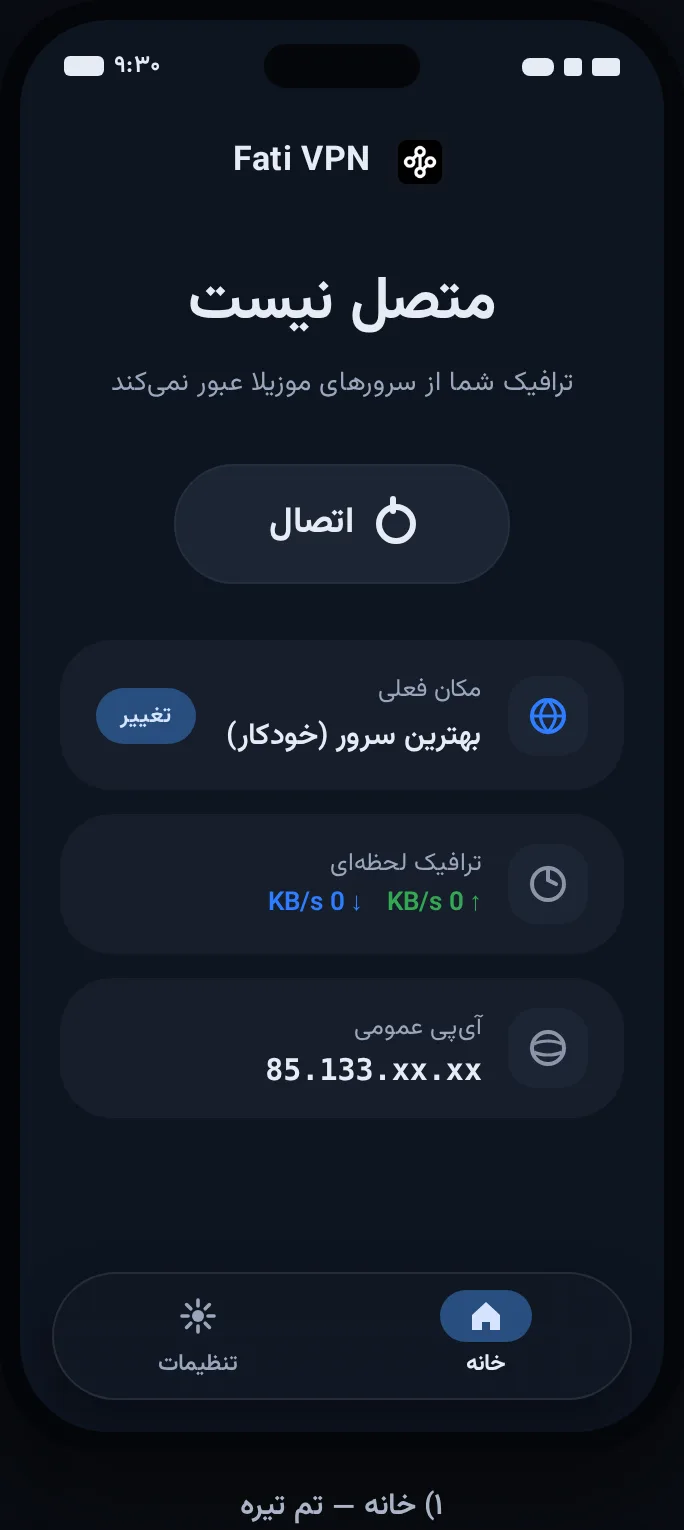 ۹:۳۰
Fati VPN
متصل نیست
ترافیک شما از سرورهای موزیلا عبور نمی‌کند
اتصال
مکان فعلی
بهترین سرور (خودکار)
تغییر
ترافیک لحظه‌ای
↑ 0 KB/s ↓ 0 KB/s
آی‌پی عمومی
85.133.xx.xx
خانه
تنظیمات
۱) خانه — تم تیره